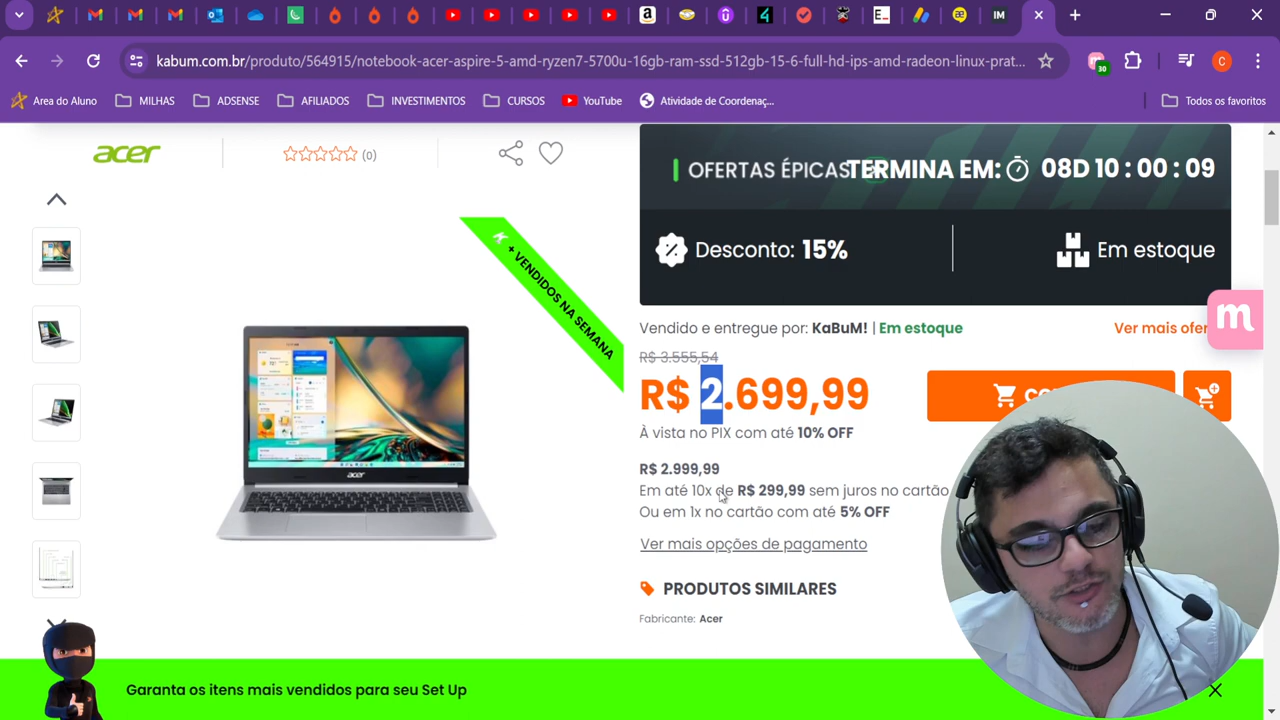 kabum.com.br/produto/564915/notebook-acer-aspire-5-amd-ryzen7-5700u-16gb-ram-ssd-512gb-15-6-full-hd-ips-amd-radeon-linux-prat...
30
C
Area do Aluno
MILHAS
ADSENSE
AFILIADOS
INVESTIMENTOS
CURSOS
YouTube
Atividade de Coordenaç...
Todos os favoritos
acer
(0)
OFERTAS ÉPICAS
TERMINA EM: 08D 10 : 00 : 09
Desconto: 15%
Em estoque
+ VENDIDOS NA SEMANA
Vendido e entregue por: KaBuM! | Em estoque
Ver mais ofer
m
R$ 3.555,54
R$ 2.699,99
À vista no PIX com até 10% OFF
R$ 2.999,99
Em até 10x de R$ 299,99 sem juros no cartão
Ou em 1x no cartão com até 5% OFF
Ver mais opções de pagamento
PRODUTOS SIMILARES
Fabricante: Acer
acer
Garanta os itens mais vendidos para seu Set Up